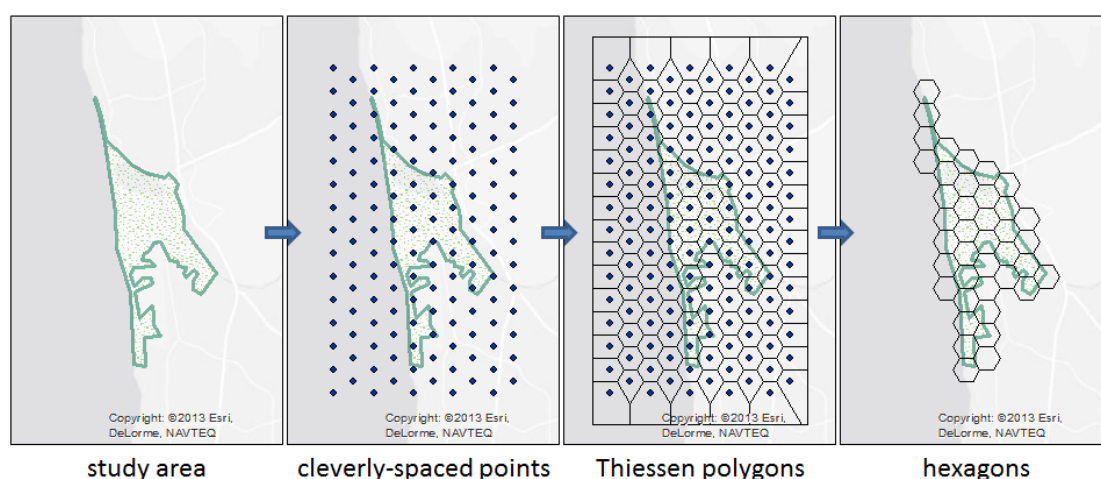 Copyright: ©2013 Esri,
DeLorme, NAVTEQ
Copyright: ©2013 Esri,
DeLorme, NAVTEQ
Copyright: ©2013 Esri,
DeLorme, NAVTEQ
Copyright: ©2013 Esri,
DeLorme, NAVTEQ
study area
cleverly-spaced points
Thiessen polygons
hexagons